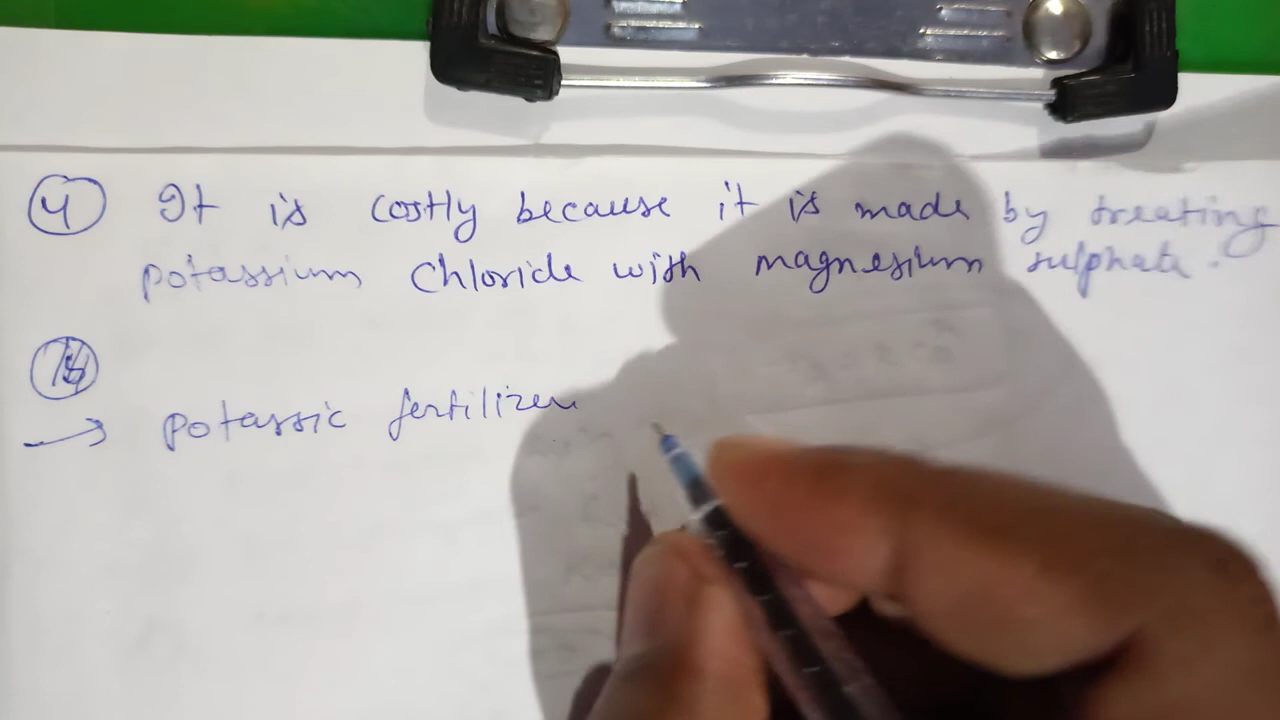 4 It is costly because it is made by treating
potassium chloride with magnesium sulphate.
→ potassic fertilizer